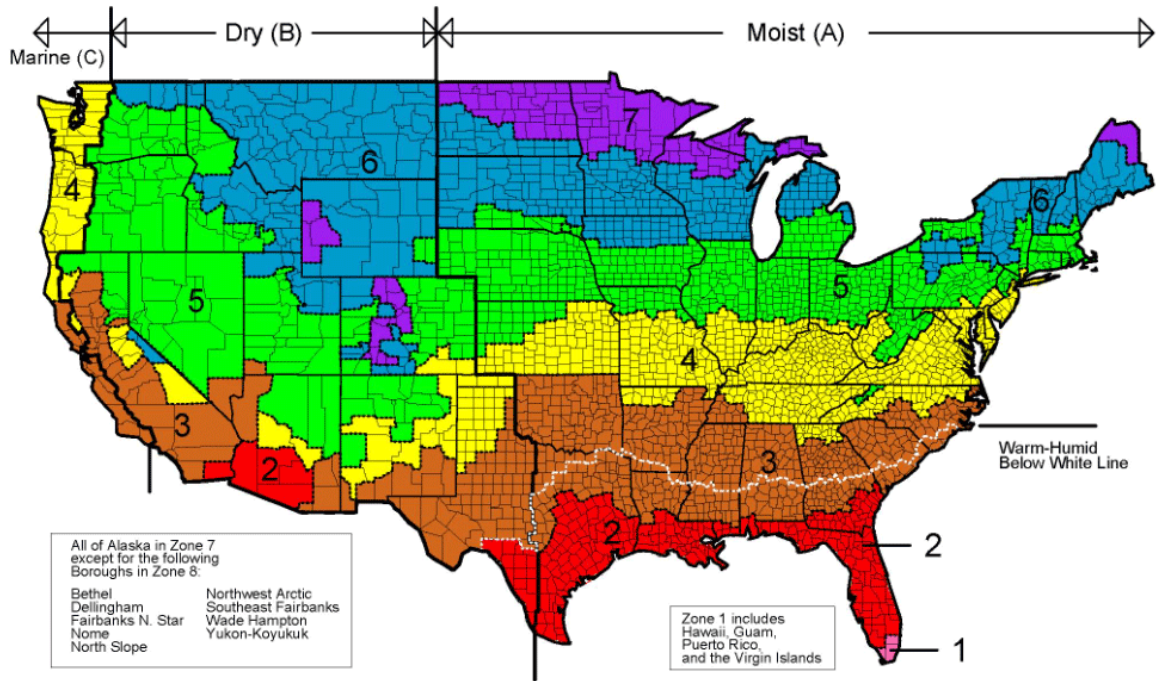 Marine (C)
Dry (B)
Moist (A)
7
6
4
6
5
5
4
3
3
2
2
Warm-Humid
Below White Line
2
1
All of Alaska in Zone 7
except for the following
Boroughs in Zone 8:
Bethel
Dellingham
Fairbanks N. Star
Nome
North Slope
Northwest Arctic
Southeast Fairbanks
Wade Hampton
Yukon-Koyukuk
Zone 1 includes
Hawaii, Guam,
Puerto Rico,
and the Virgin Islands